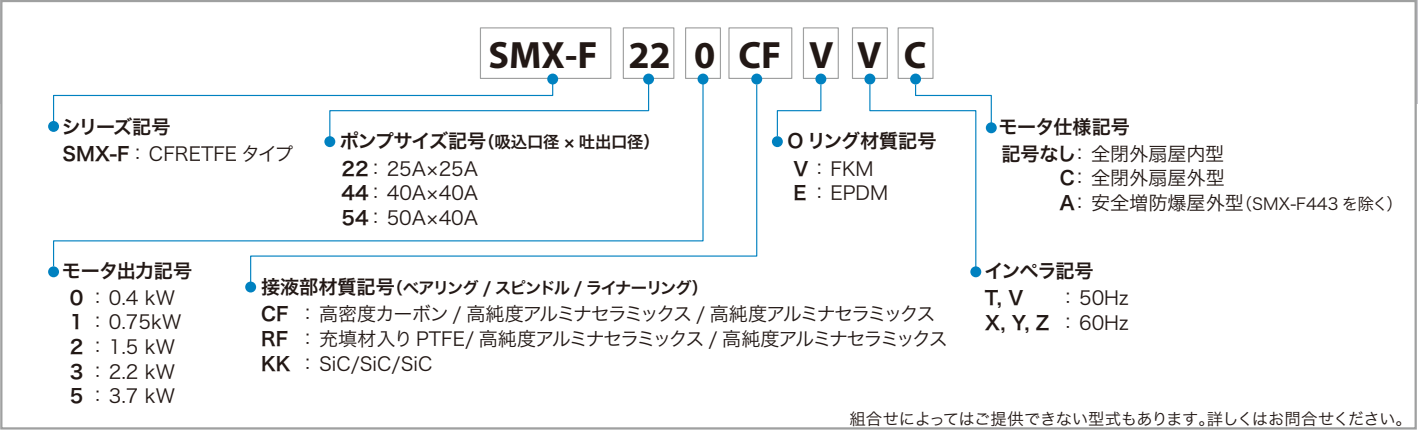 SMX-F 22 0 CF V V C
シリーズ記号
SMX-F : CFRETFE タイプ
ポンプサイズ記号(吸込口径 × 吐出口径)
22 : 25A×25A
44 : 40A×40A
54 : 50A×40A
O リング材質記号
V : FKM
E : EPDM
モータ仕様記号
記号なし : 全閉外扇屋内型
C : 全閉外扇屋外型
A : 安全増防爆屋外型(SMX-F443 を除く)
モータ出力記号
0 : 0.4 kW
1 : 0.75kW
2 : 1.5 kW
3 : 2.2 kW
5 : 3.7 kW
接液部材質記号(ベアリング / スピンドル / ライナーリング)
CF : 高密度カーボン / 高純度アルミナセラミックス / 高純度アルミナセラミックス
RF : 充填材入り PTFE/ 高純度アルミナセラミックス / 高純度アルミナセラミックス
KK : SiC/SiC/SiC
インペラ記号
T, V : 50Hz
X, Y, Z : 60Hz
組合せによってはご提供できない型式もあります。詳しくはお問合せください。